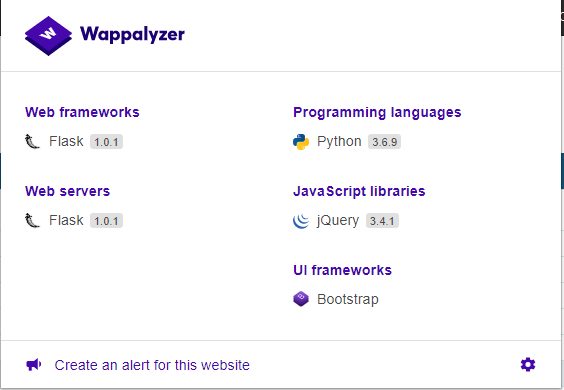 Wappalyzer
Web frameworks
Flask 1.0.1
Web servers
Flask 1.0.1
Programming languages
Python 3.6.9
JavaScript libraries
jQuery 3.4.1
UI frameworks
Bootstrap
Create an alert for this website